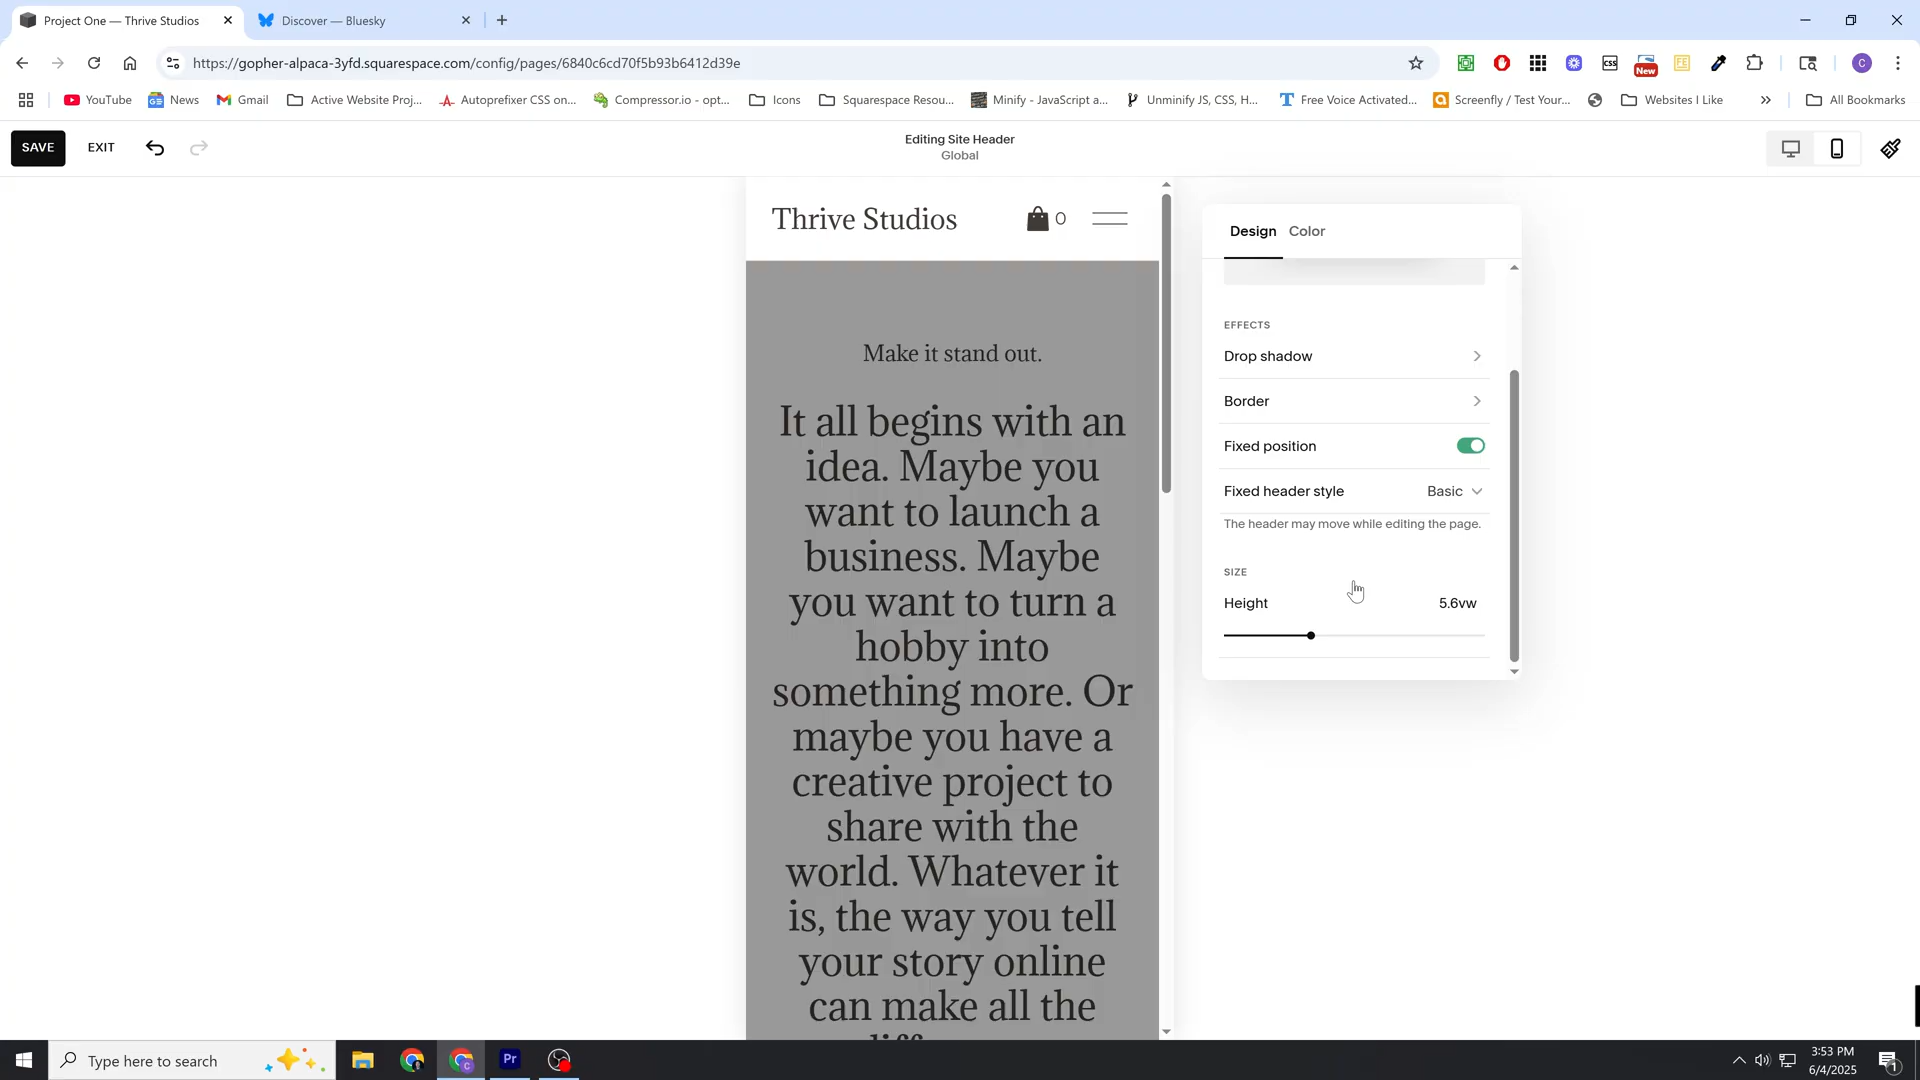 Project One — Thrive Studios
Discover — Bluesky
https://gopher-alpaca-3yfd.squarespace.com/config/pages/6840c6cd70f5b93b6412d39e
CSS
New
FE
C
YouTube
News
Gmail
Active Website Proj...
Autoprefixer CSS on...
Compressor.io - opt...
Icons
Squarespace Resou...
Minify - JavaScript a...
Unminify JS, CSS, H...
Free Voice Activated...
Screenfly / Test Your...
Websites I Like
All Bookmarks
SAVE
EXIT
Editing Site Header
Global
Thrive Studios
0
Make it stand out.
It all begins with an
idea. Maybe you
want to launch a
business. Maybe
you want to turn a
hobby into
something more. Or
maybe you have a
creative project to
share with the
world. Whatever it
is, the way you tell
your story online
can make all the
Design
Color
EFFECTS
Drop shadow
Border
Fixed position
Fixed header style
Basic
The header may move while editing the page.
SIZE
Height
5.6vw
Type here to search
Pr
3:53 PM
6/4/2025
1